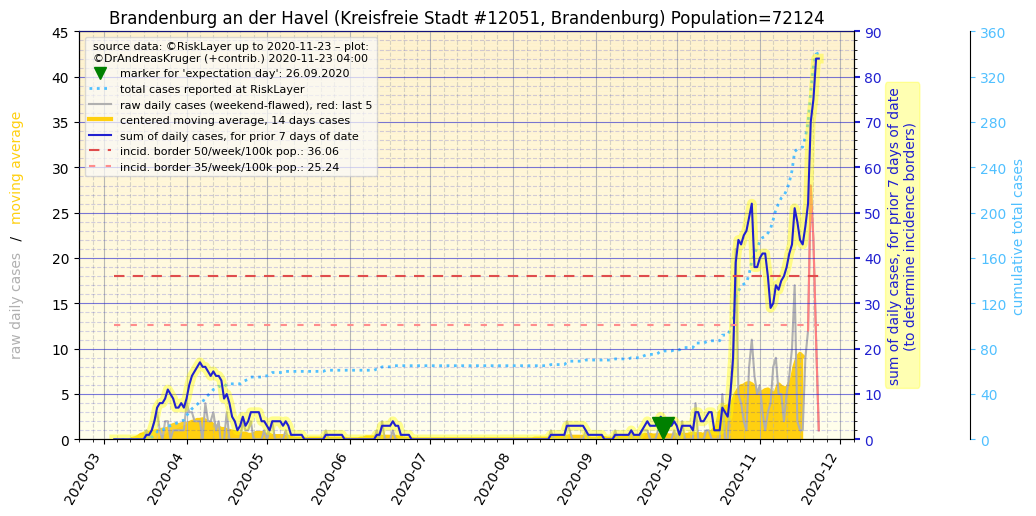 Brandenburg an der Havel (Kreisfreie Stadt #12051, Brandenburg) Population=72124
source data: ©RiskLayer up to 2020-11-23 – plot:
©DrAndreasKruger (+contrib.) 2020-11-23 04:00
marker for 'expectation day': 26.09.2020
total cases reported at RiskLayer
raw daily cases (weekend-flawed), red: last 5
centered moving average, 14 days cases
sum of daily cases, for prior 7 days of date
incid. border 50/week/100k pop.: 36.06
incid. border 35/week/100k pop.: 25.24
raw daily cases / moving average
45
40
35
30
25
20
15
10
5
0
2020-03
2020-04
2020-05
2020-06
2020-07
2020-08
2020-09
2020-10
2020-11
2020-12
90
80
70
60
50
40
30
20
10
0
sum of daily cases, for prior 7 days of date
(to determine incidence borders)
360
320
280
240
200
160
120
80
40
0
cumulative total cases